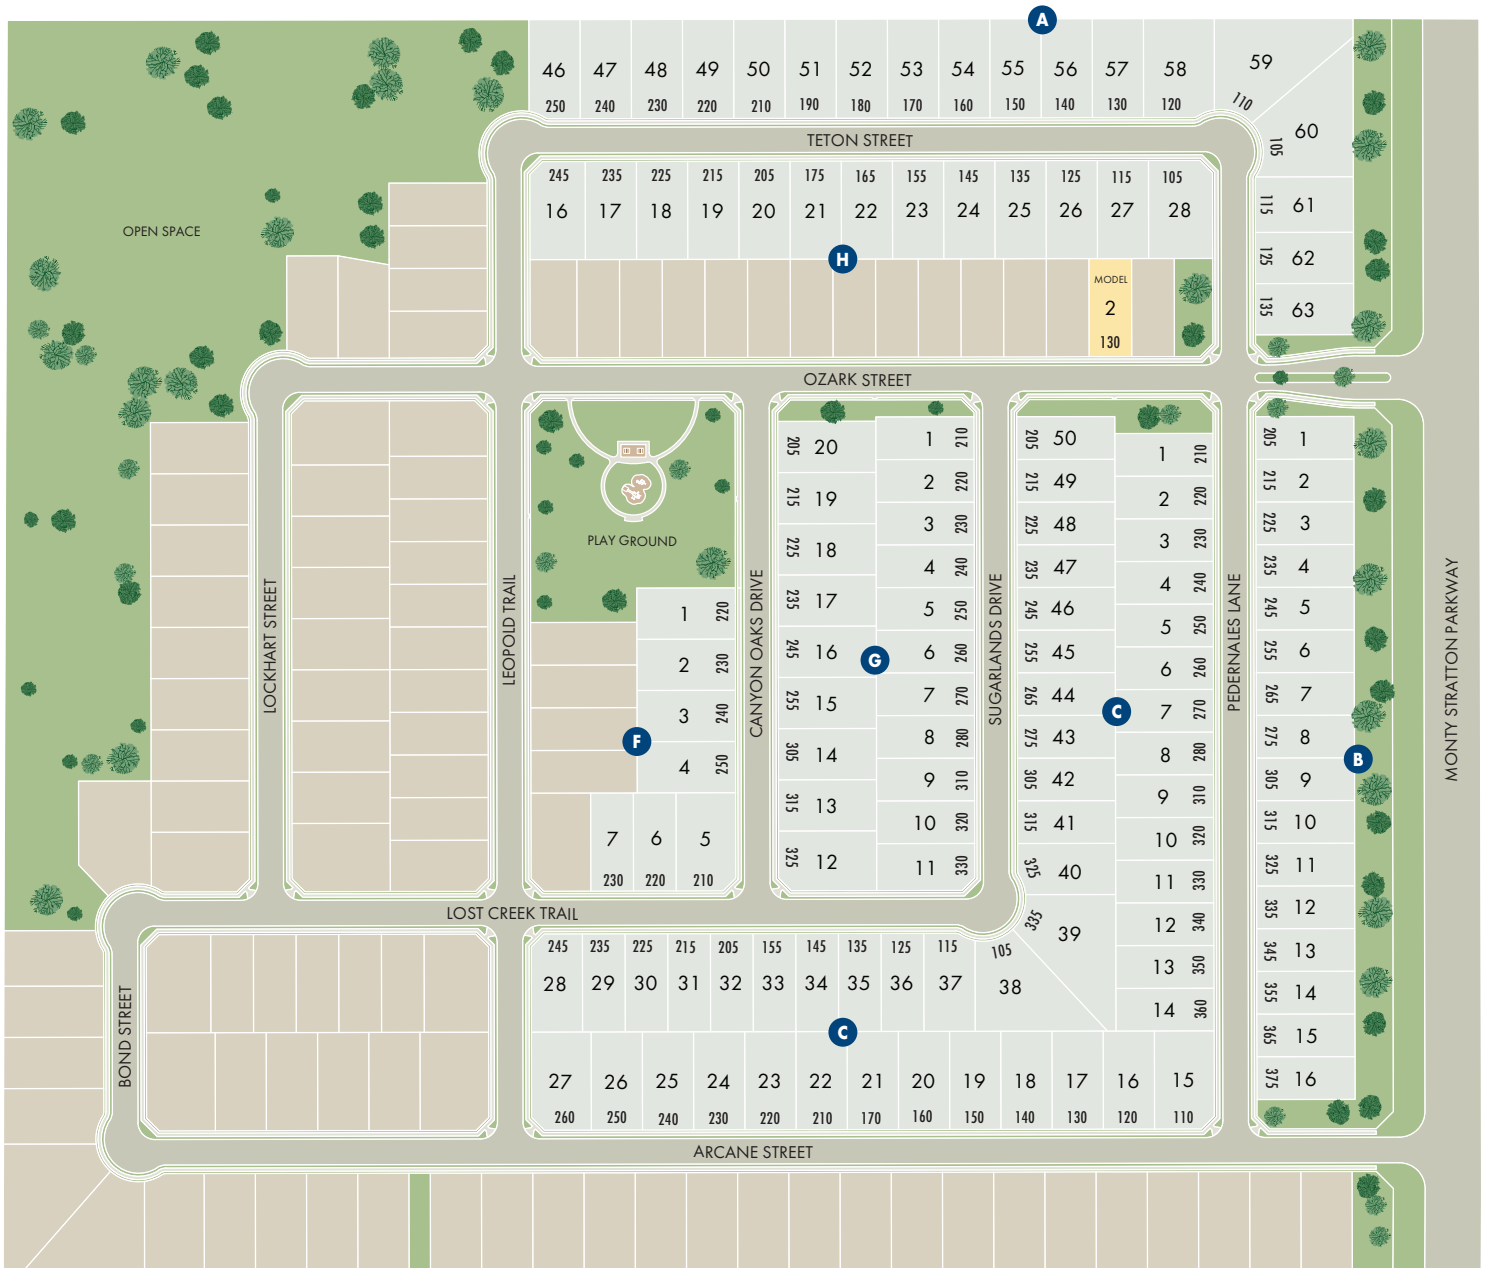 A
46 47 48 49 50 51 52 53 54 55 56 57 58 59
250 240 230 220 210 190 180 170 160 150 140 130 120 110
60
105
TETON STREET
245 235 225 215 205 175 165 155 145 135 125 115 105
16 17 18 19 20 21 22 23 24 25 26 27 28
115 61
125 62
135 63
OPEN SPACE
H
MODEL
2
130
OZARK STREET
PLAY GROUND
LOCKHART STREET
LEOPOLD TRAIL
CANYON OAKS DRIVE
SUGARLANDS DRIVE
PEDERNALES LANE
MONTY STRATTON PARKWAY
1 220
2 230
3 240
4 250
F
7 6 5
230 220 210
205 20
215 19
225 18
235 17
245 16
255 15
305 14
315 13
325 12
G
1 210
2 220
3 230
4 240
5 250
6 260
7 270
8 280
9 310
10 320
11 330
205 50
215 49
225 48
235 47
245 46
255 45
265 44
275 43
305 42
315 41
325 40
335 39
C
1 210
2 220
3 230
4 240
5 250
6 260
7 270
8 280
9 310
10 320
11 330
12 340
13 350
14 360
205 1
215 2
225 3
235 4
245 5
255 6
265 7
275 8
305 9
315 10
325 11
335 12
345 13
355 14
365 15
375 16
B
LOST CREEK TRAIL
245 235 225 215 205 155 145 135 125 115 105
28 29 30 31 32 33 34 35 36 37 38
C
27 26 25 24 23 22 21 20 19 18 17 16 15
260 250 240 230 220 210 170 160 150 140 130 120 110
BOND STREET
ARCANE STREET